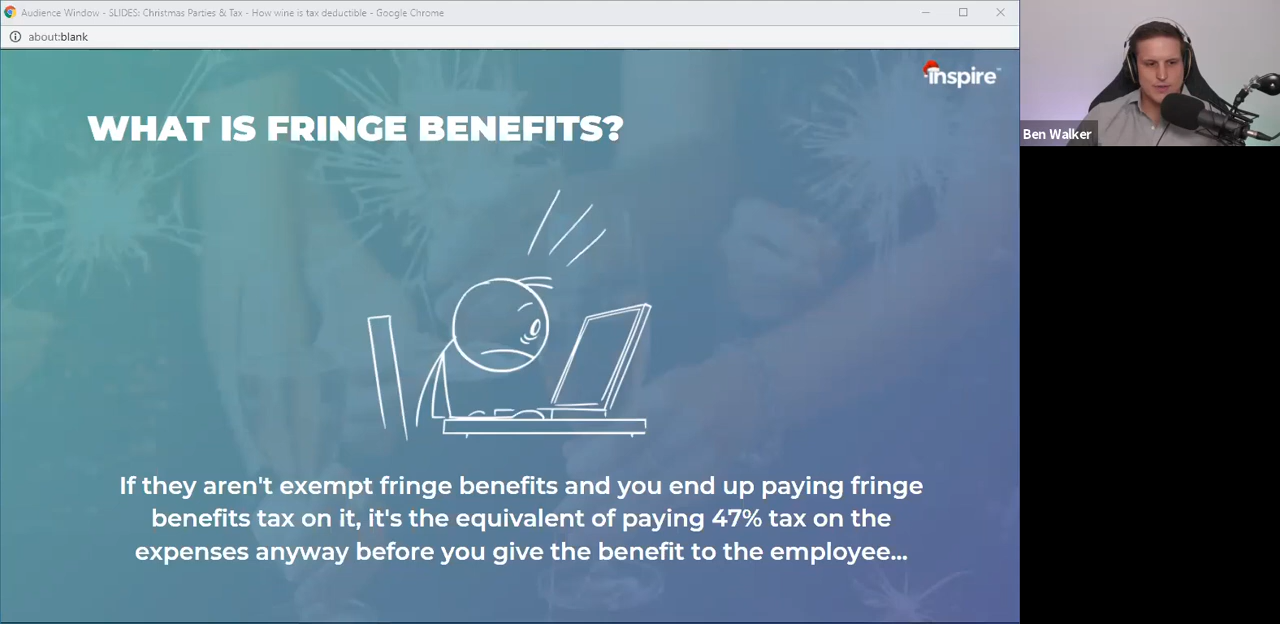 Audience Window - SLIDES: Christmas Parties & Tax - How wine is tax deductible - Google Chrome
about:blank
inspire™
WHAT IS FRINGE BENEFITS?
If they aren't exempt fringe benefits and you end up paying fringe
benefits tax on it, it's the equivalent of paying 47% tax on the
expenses anyway before you give the benefit to the employee...
Ben Walker